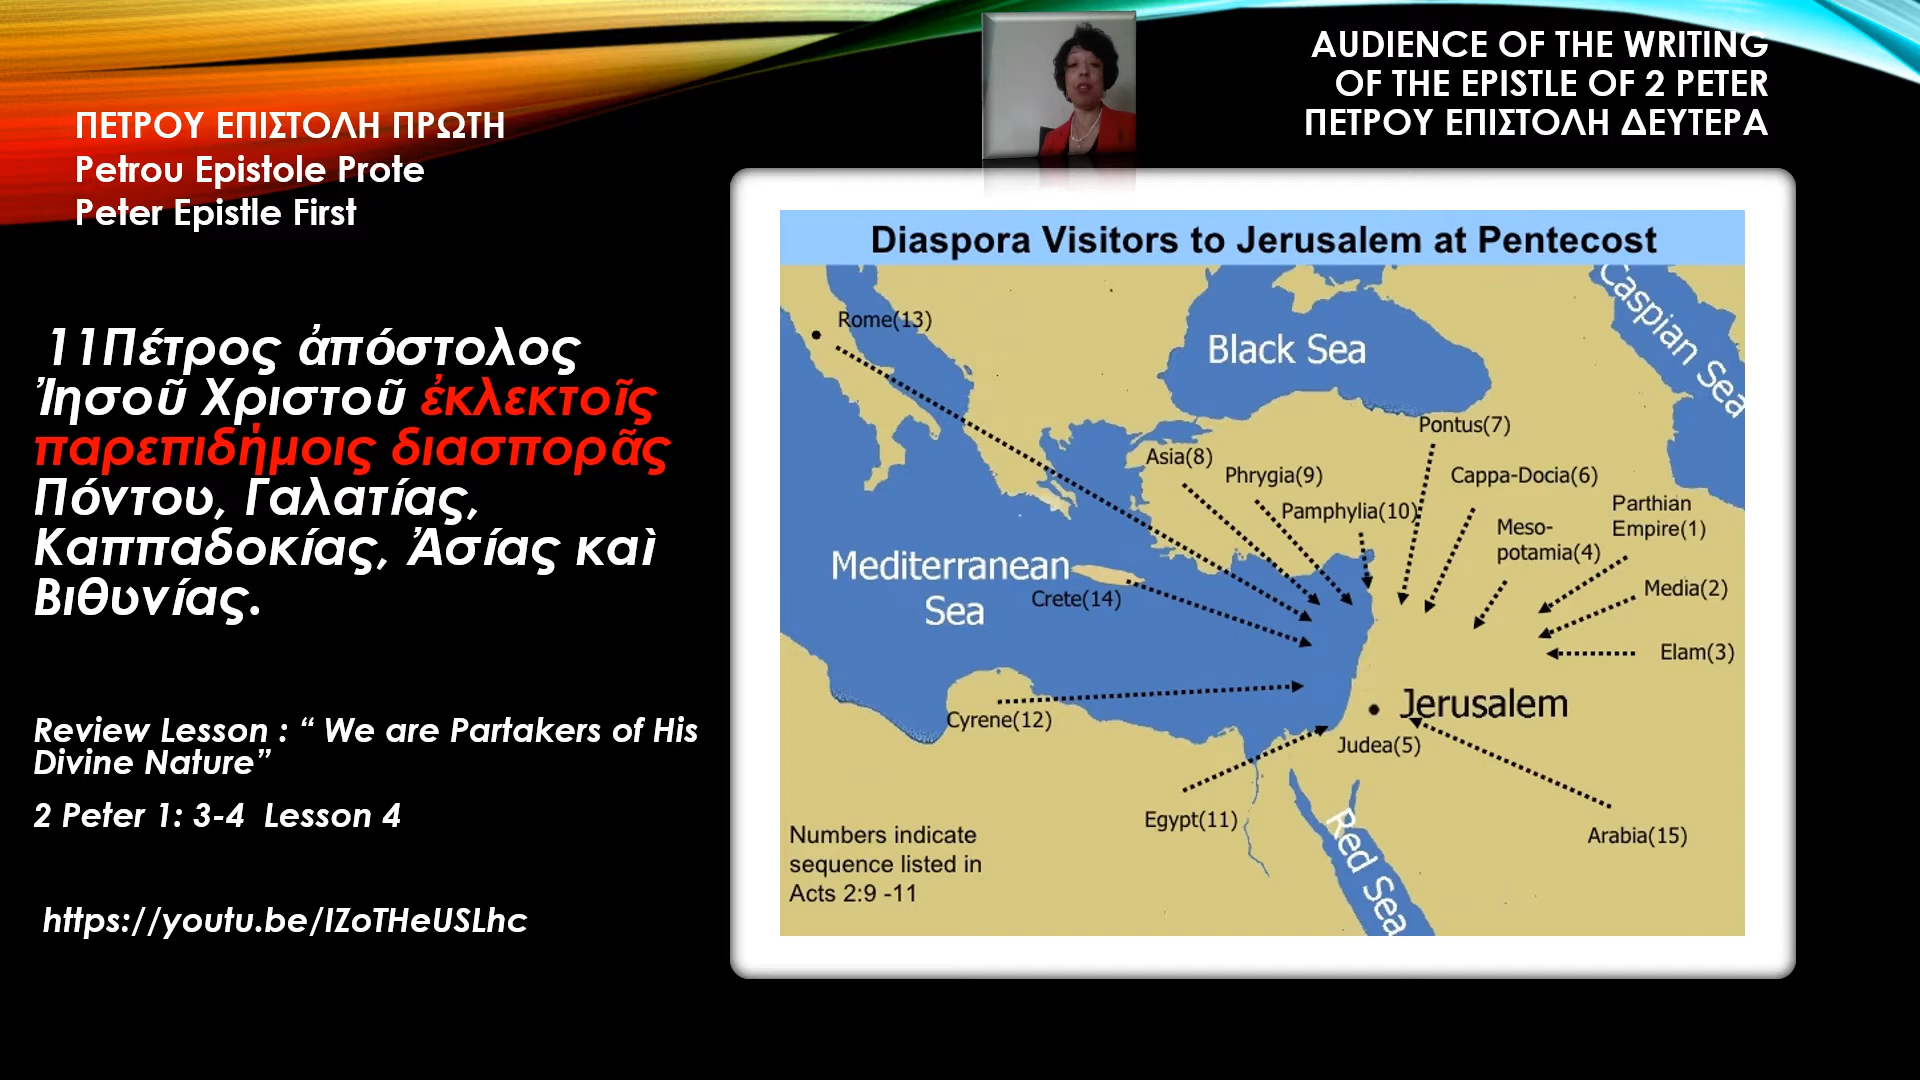 ΠΕΤΡΟΥ ΕΠΙΣΤΟΛΗ ΠΡΩΤΗ
Petrou Epistole Prote
Peter Epistle First
11Πέτρος ἀπόστολος
Ἰησοῦ Χριστοῦ ἐκλεκτοῖς
παρεπιδήμοις διασπορᾶς
Πόντου, Γαλατίας,
Καππαδοκίας, Ἀσίας καὶ
Βιθυνίας.
Review Lesson : “ We are Partakers of His
Divine Nature”
2 Peter 1: 3-4 Lesson 4
https://youtu.be/IZoTHeUSLhc
AUDIENCE OF THE WRITING
OF THE EPISTLE OF 2 PETER
ΠΕΤΡΟΥ ΕΠΙΣΤΟΛΗ ΔΕΥΤΕΡΑ
Diaspora Visitors to Jerusalem at Pentecost
Caspian Sea
Rome(13)
Black Sea
Pontus(7)
Asia(8)
Phrygia(9)
Cappa-Docia(6)
Pamphylia(10)
Parthian
Empire(1)
Meso-
potamia(4)
Mediterranean
Sea
Crete(14)
Media(2)
Elam(3)
Jerusalem
Cyrene(12)
Judea(5)
Egypt(11)
Arabia(15)
Red Sea
Numbers indicate
sequence listed in
Acts 2:9 -11